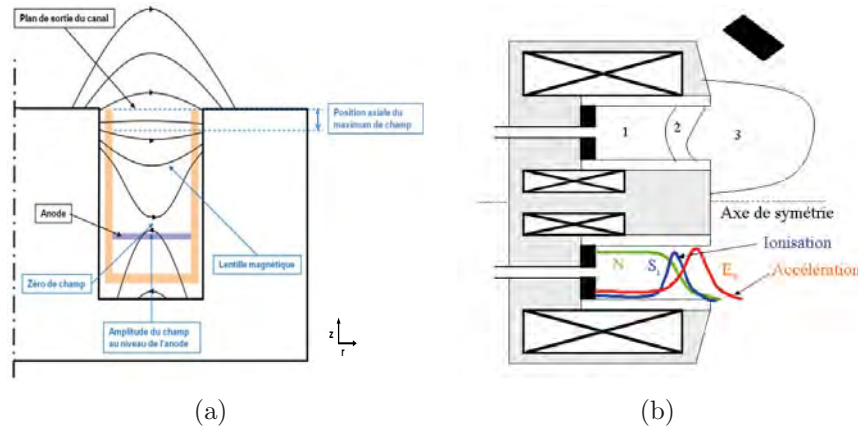 Plan de sortie du canal
Position axiale du
maximum de champ
Anode
Lentille magnétique
Zéro de champ
Amplitude du champ
au niveau de l'anode
z
r
(a)
1
2
3
Axe de symétrie
Ionisation
N
Accélération
(b)